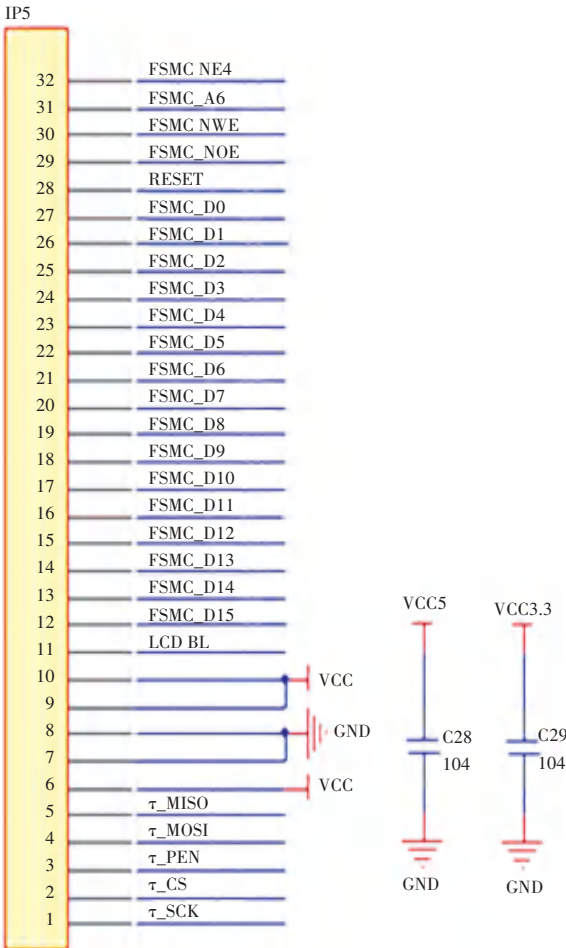 IP5
32 FSMC NE4
31 FSMC_A6
30 FSMC NWE
29 FSMC_NOE
28 RESET
27 FSMC_D0
26 FSMC_D1
25 FSMC_D2
24 FSMC_D3
23 FSMC_D4
22 FSMC_D5
21 FSMC_D6
20 FSMC_D7
19 FSMC_D8
18 FSMC_D9
17 FSMC_D10
16 FSMC_D11
15 FSMC_D12
14 FSMC_D13
13 FSMC_D14
12 FSMC_D15
11 LCD BL
10 VCC
9
8 GND
7
6 VCC
5 τ_MISO
4 τ_MOSI
3 τ_PEN
2 τ_CS
1 τ_SCK
VCC5
C28
104
GND
VCC3.3
C29
104
GND